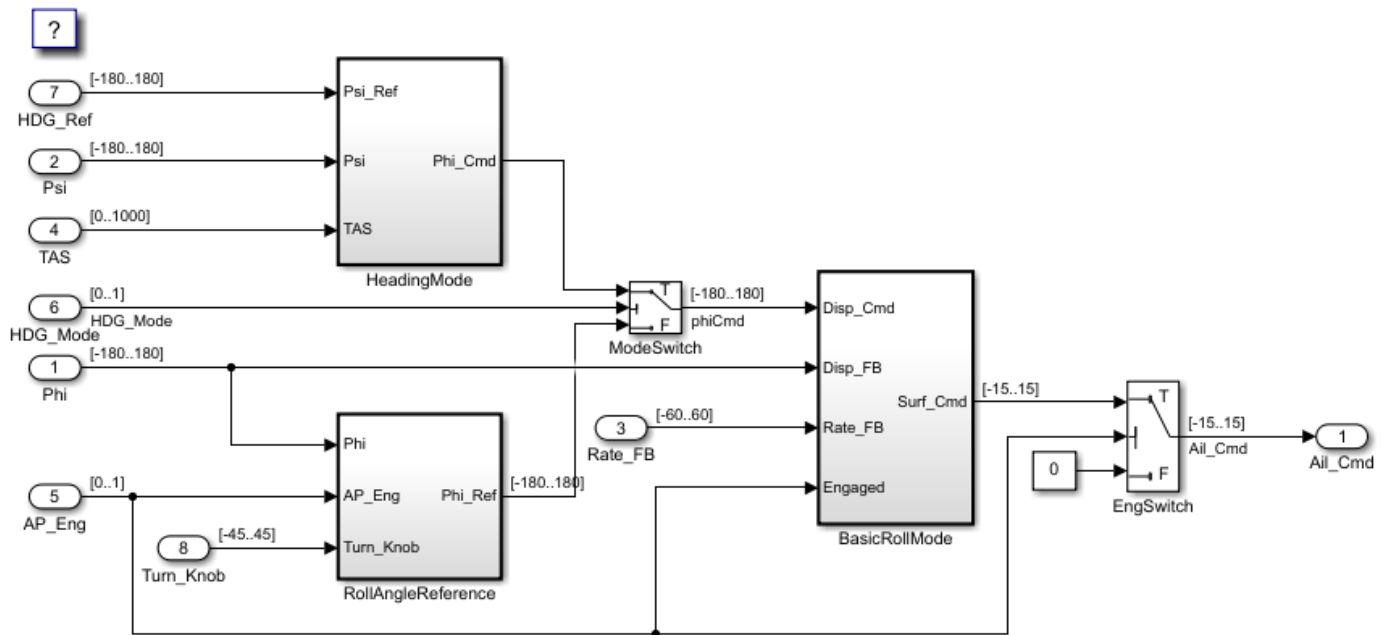 ?
[-180..180]
7
HDG_Ref
Psi_Ref
[-180..180]
2
Psi
Psi
Phi_Cmd
[0..1000]
4
TAS
TAS
HeadingMode
[0..1]
6
HDG_Mode
HDG_Mode
T
F
ModeSwitch
[-180..180]
phiCmd
Disp_Cmd
[-180..180]
1
Phi
Disp_FB
Surf_Cmd
[-15..15]
[-60..60]
3
Rate_FB
Rate_FB
Engaged
BasicRollMode
Phi
[0..1]
5
AP_Eng
AP_Eng
Phi_Ref
[-180..180]
[-45..45]
8
Turn_Knob
Turn_Knob
RollAngleReference
T
F
0
EngSwitch
[-15..15]
Ail_Cmd
1
Ail_Cmd